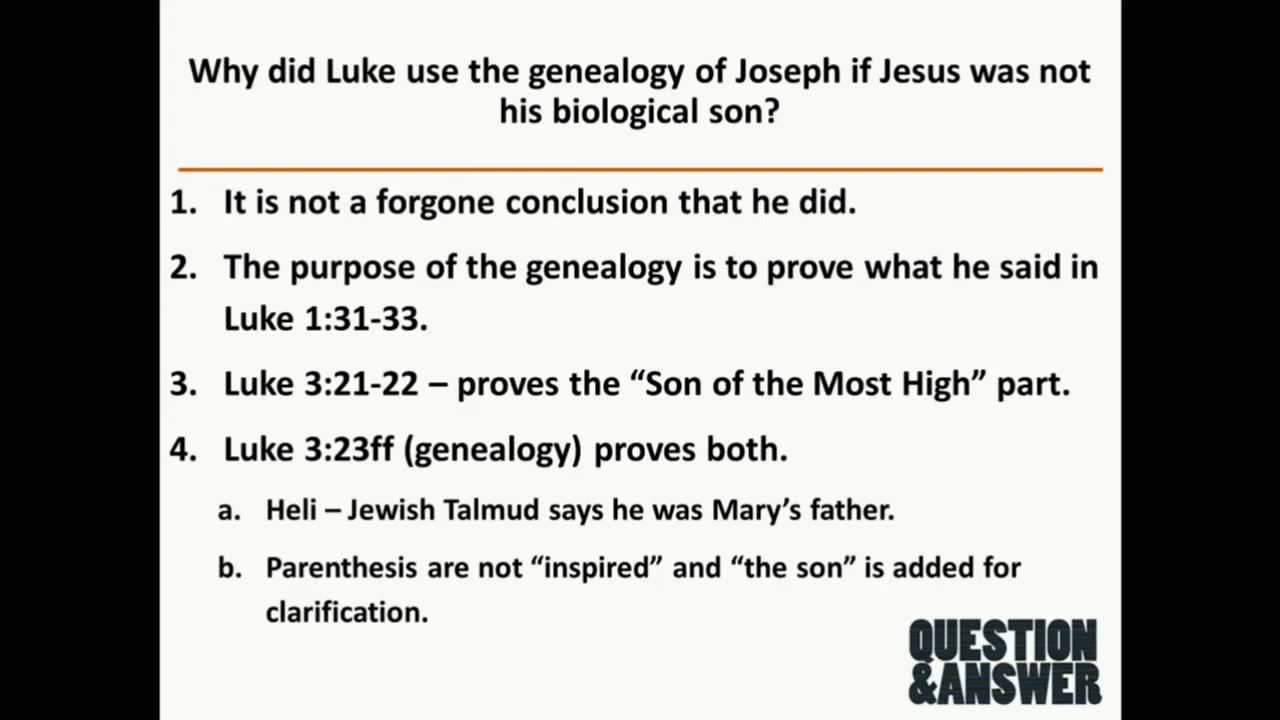 Why did Luke use the genealogy of Joseph if Jesus was not
his biological son?
1. It is not a forgone conclusion that he did.
2. The purpose of the genealogy is to prove what he said in
Luke 1:31-33.
3. Luke 3:21-22 – proves the “Son of the Most High” part.
4. Luke 3:23ff (genealogy) proves both.
a. Heli – Jewish Talmud says he was Mary’s father.
b. Parenthesis are not “inspired” and “the son” is added for
clarification.
QUESTION
&ANSWER